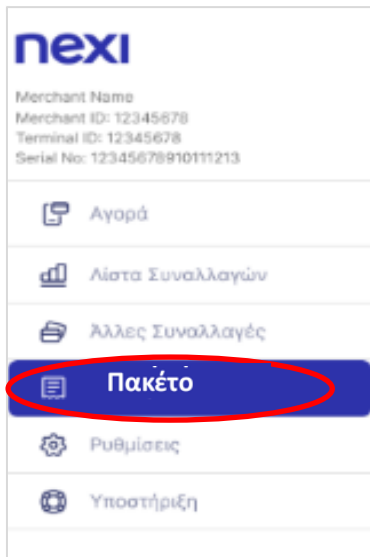 nexi
Merchant Name
Merchant ID: 12345678
Terminal ID: 12345678
Serial No: 12345678910111213
Αγορά
Λίστα Συναλλαγών
Άλλες Συναλλαγές
Πακέτο
Ρυθμίσεις
Υποστήριξη